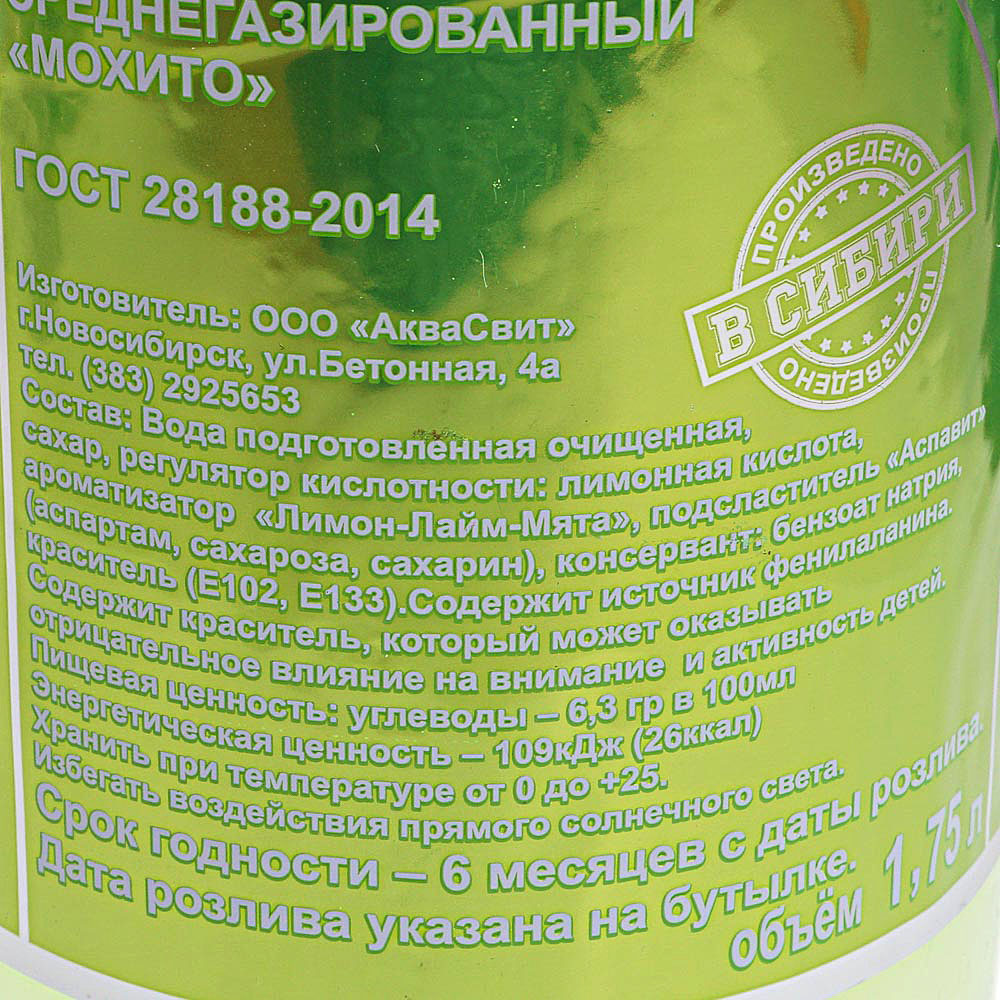 СРЕДНЕГАЗИРОВАННЫЙ
«МОХИТО»
ГОСТ 28188-2014
ПРОИЗВЕДЕНО
В СИБИРИ
ПРОИЗВЕДЕНО
Изготовитель: ООО «АкваСвит»
г.Новосибирск, ул.Бетонная, 4а
тел. (383) 2925653
Состав: Вода подготовленная очищенная,
сахар, регулятор кислотности: лимонная кислота,
ароматизатор «Лимон-Лайм-Мята», подсластитель «Аспавит»
(аспартам, сахароза, сахарин), консервант: бензоат натрия,
краситель (Е102, Е133).Содержит источник фенилаланина.
Содержит краситель, который может оказывать
отрицательное влияние на внимание и активность детей.
Пищевая ценность: углеводы – 6,3 гр в 100мл
Энергетическая ценность – 109кДж (26ккал)
Хранить при температуре от 0 до +25.
Избегать воздействия прямого солнечного света.
Срок годности – 6 месяцев с даты розлива.
Дата розлива указана на бутылке.
объём 1,75 л